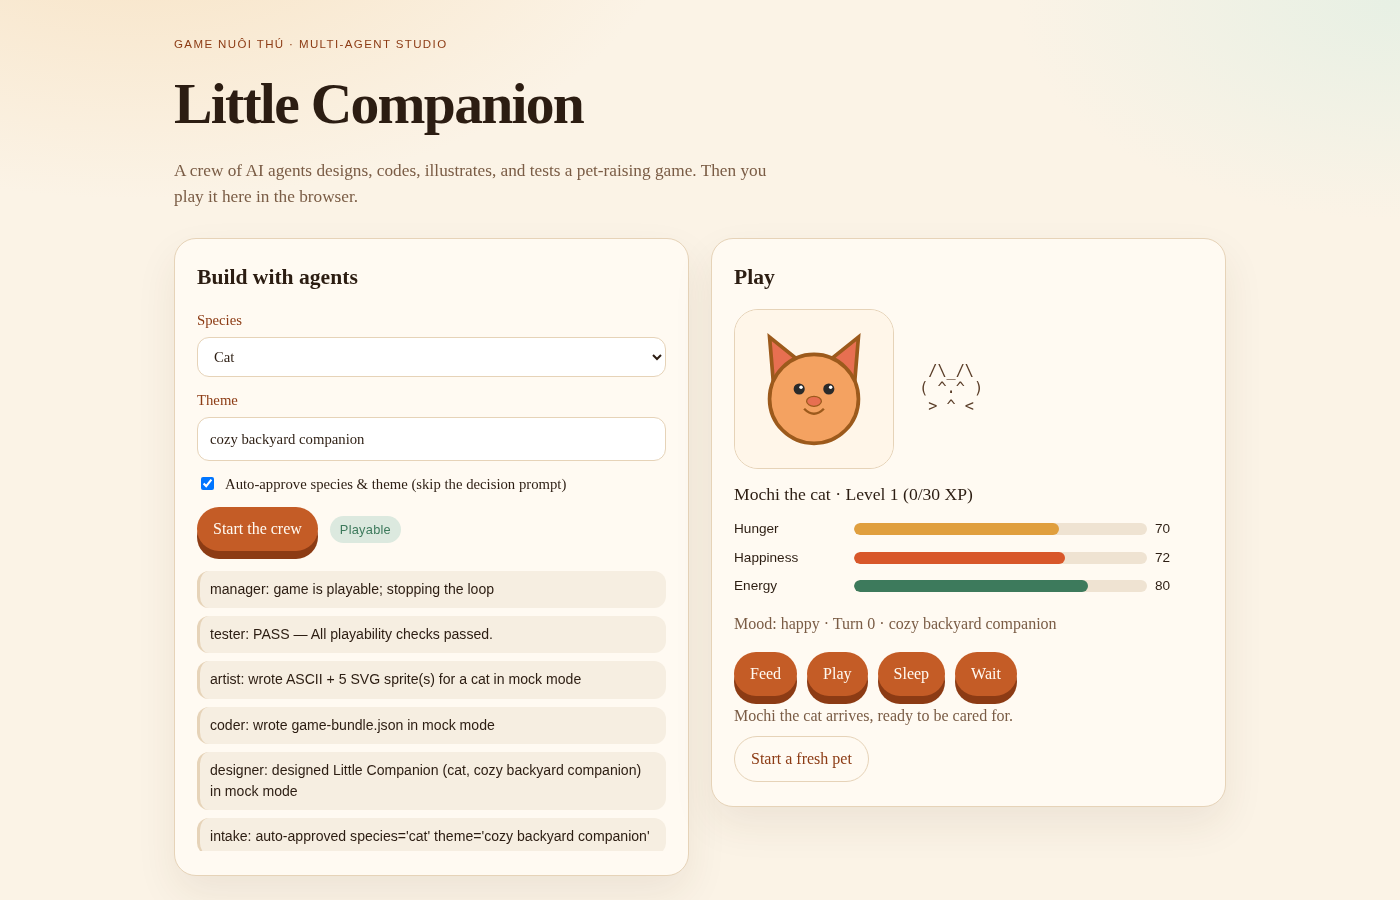 GAME NUÔI THÚ · MULTI-AGENT STUDIO
Little Companion
A crew of AI agents designs, codes, illustrates, and tests a pet-raising game. Then you
play it here in the browser.
Build with agents
Species
Cat
Theme
cozy backyard companion
Auto-approve species & theme (skip the decision prompt)
Start the crew
Playable
manager: game is playable; stopping the loop
tester: PASS — All playability checks passed.
artist: wrote ASCII + 5 SVG sprite(s) for a cat in mock mode
coder: wrote game-bundle.json in mock mode
designer: designed Little Companion (cat, cozy backyard companion)
in mock mode
intake: auto-approved species='cat' theme='cozy backyard companion'
Play
/\_/\
( ^.^ )
> ^ <
Mochi the cat · Level 1 (0/30 XP)
Hunger 70
Happiness 72
Energy 80
Mood: happy · Turn 0 · cozy backyard companion
Feed Play Sleep Wait
Mochi the cat arrives, ready to be cared for.
Start a fresh pet